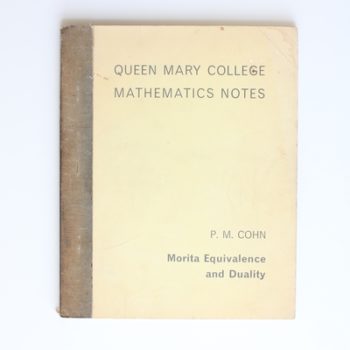 QUEEN MARY COLLEGE
MATHEMATICS NOTES
P. M. COHN
Morita Equivalence
and Duality